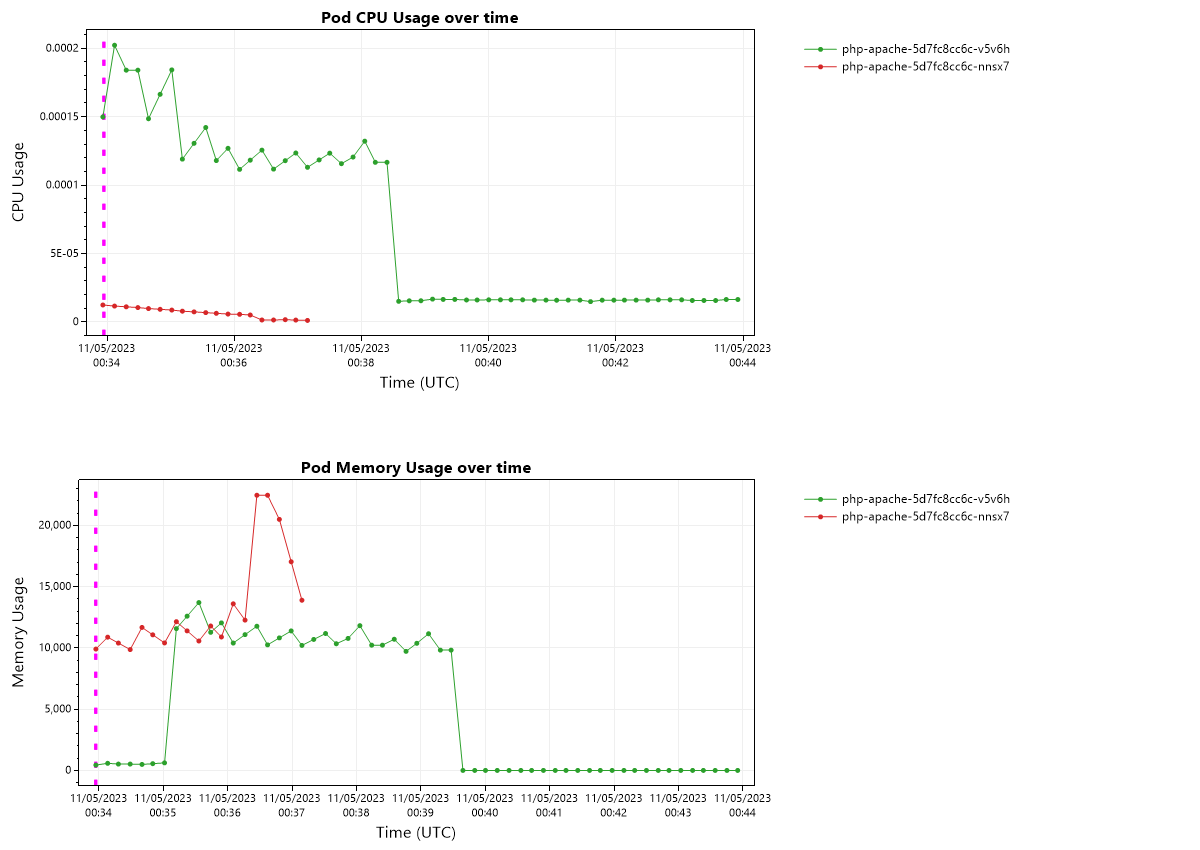 Pod CPU Usage over time
php-apache-5d7fc8cc6c-v5v6h
php-apache-5d7fc8cc6c-nnsx7
0.0002
0.00015
0.0001
5E-05
0
CPU Usage
11/05/2023 11/05/2023 11/05/2023 11/05/2023 11/05/2023 11/05/2023
00:34 00:36 00:38 00:40 00:42 00:44
Time (UTC)
Pod Memory Usage over time
php-apache-5d7fc8cc6c-v5v6h
php-apache-5d7fc8cc6c-nnsx7
20,000
15,000
10,000
5,000
0
Memory Usage
11/05/2023 11/05/2023 11/05/2023 11/05/2023 11/05/2023 11/05/2023 11/05/2023 11/05/2023 11/05/2023 11/05/2023 11/05/2023
00:34 00:35 00:36 00:37 00:38 00:39 00:40 00:41 00:42 00:43 00:44
Time (UTC)